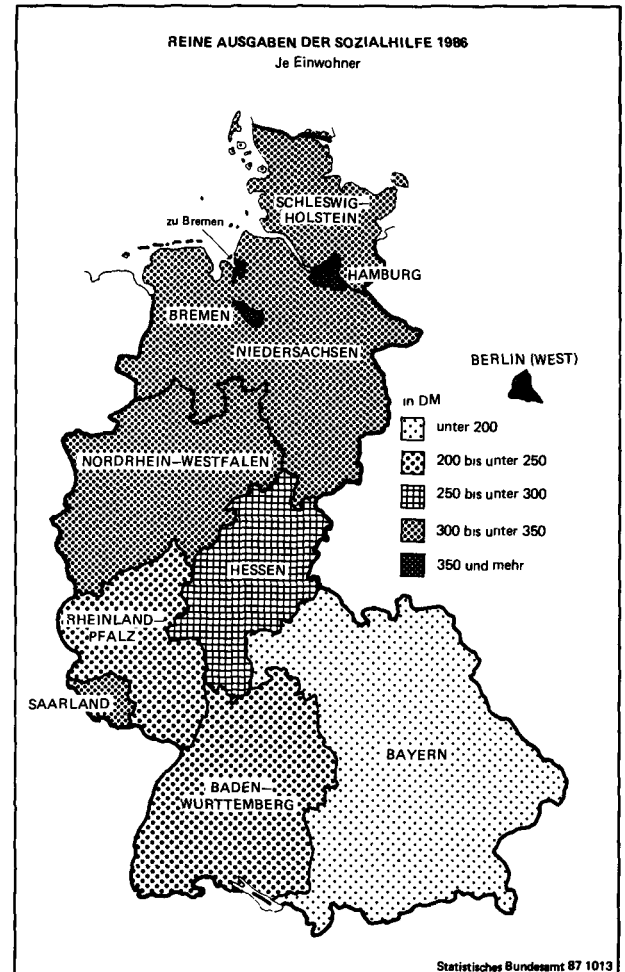 REINE AUSGABEN DER SOZIALHILFE 1986
Je Einwohner
SCHLESWIG—
HOLSTEIN
zu Bremen
HAMBURG
BREMEN
NIEDERSACHSEN
BERLIN (WEST)
in DM
unter 200
200 bis unter 250
250 bis unter 300
300 bis unter 350
350 und mehr
NORDRHEIN—WESTFALEN
HESSEN
RHEINLAND—
PFALZ
SAARLAND
BAYERN
BADEN—
WURTTEMBERG
Statistisches Bundesamt 87 1013